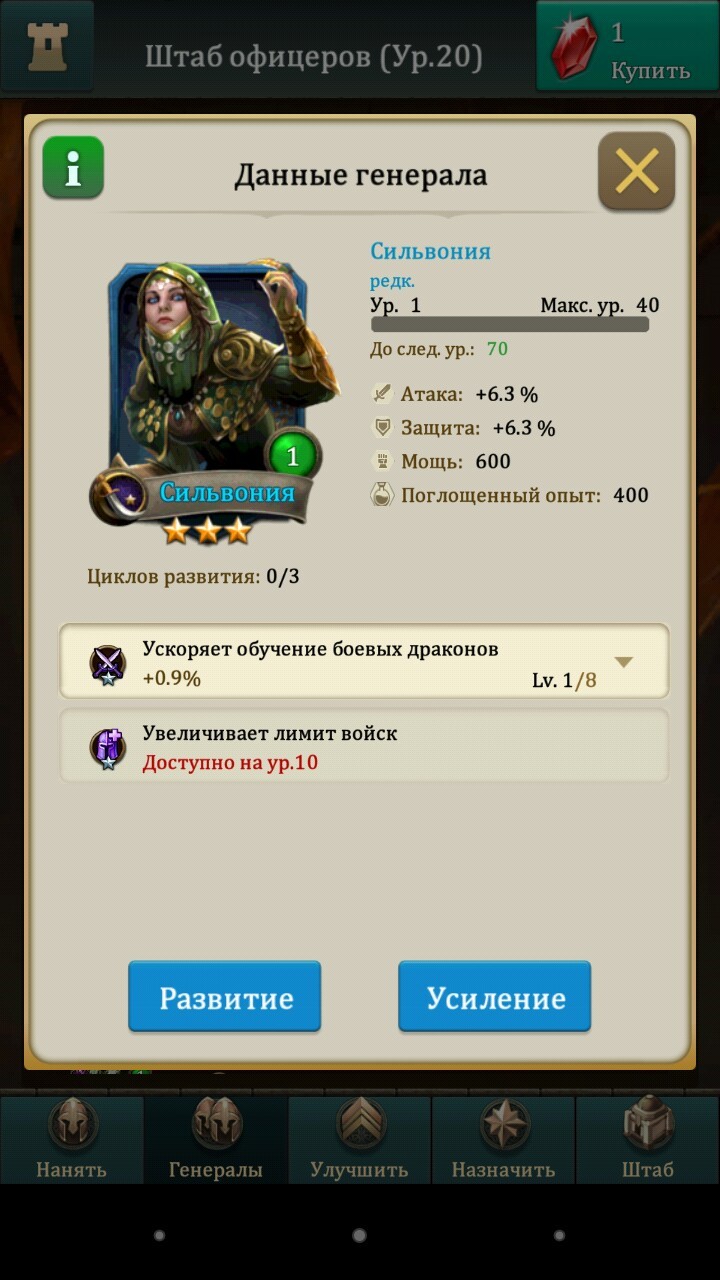 Штаб офицеров (Ур.20)
1
Купить
Данные генерала
Сильвония
редк.
Ур. 1 Макс. ур. 40
До след. ур.: 70
Атака: +6.3 %
Защита: +6.3 %
Мощь: 600
Поглощенный опыт: 400
1
Сильвония
Циклов развития: 0/3
Ускоряет обучение боевых драконов
+0.9%
Lv. 1/8
Увеличивает лимит войск
Доступно на ур.10
Развитие Усиление
Нанять Генералы Улучшить Назначить Штаб